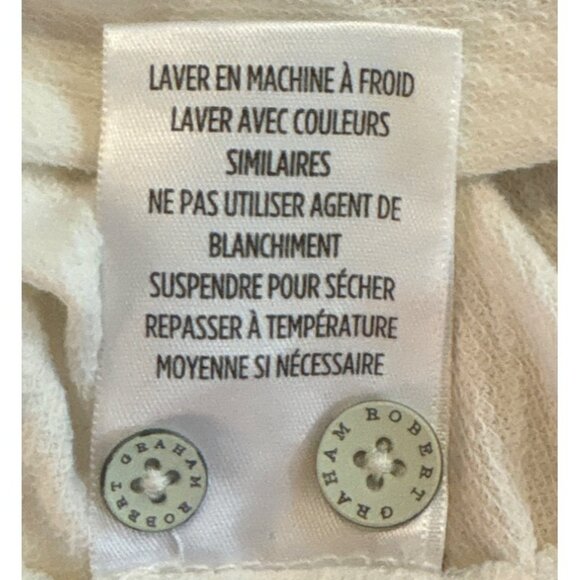 LAVER EN MACHINE À FROID
LAVER AVEC COULEURS
SIMILAIRES
NE PAS UTILISER AGENT DE
BLANCHIMENT
SUSPENDRE POUR SÉCHER
REPASSER À TEMPÉRATURE
MOYENNE SI NÉCESSAIRE
ROBERT GRAHAM
ROBERT GRAHAM